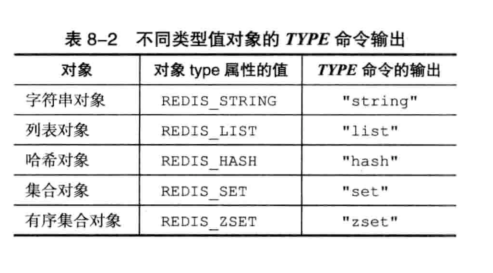 表 8-2 不同类型值对象的 TYPE 命令输出
对象 对象 type 属性的值 TYPE 命令的输出
字符串对象 REDIS_STRING "string"
列表对象 REDIS_LIST "list"
哈希对象 REDIS_HASH "hash"
集合对象 REDIS_SET "set"
有序集合对象 REDIS_ZSET "zset"